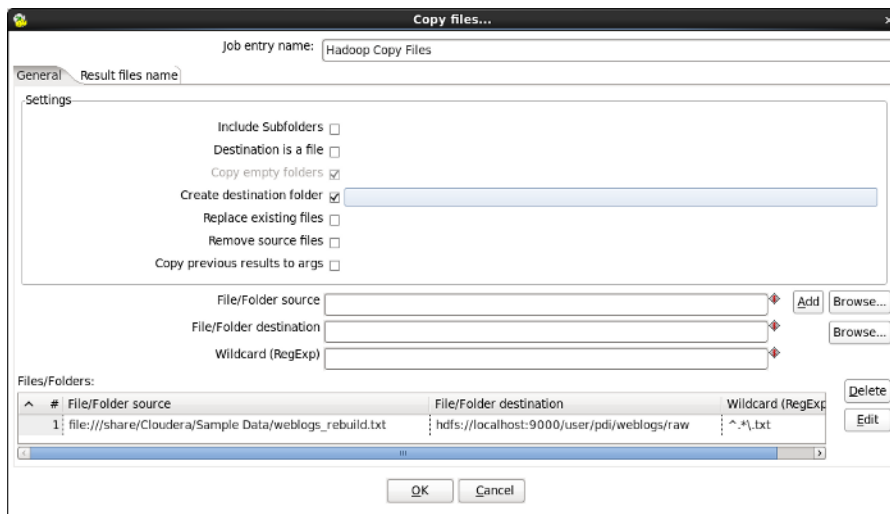 Copy files...
Job entry name: Hadoop Copy Files
General Result files name
Settings
Include Subfolders
Destination is a file
Copy empty folders
Create destination folder
Replace existing files
Remove source files
Copy previous results to args
File/Folder source Add Browse...
File/Folder destination Browse...
Wildcard (RegExp)
Files/Folders:
Delete
# File/Folder source File/Folder destination Wildcard (RegExp
1 file:///share/Cloudera/Sample Data/weblogs_rebuild.txt hdfs://localhost:9000/user/pdi/weblogs/raw ^.*\.txt
Edit
OK Cancel